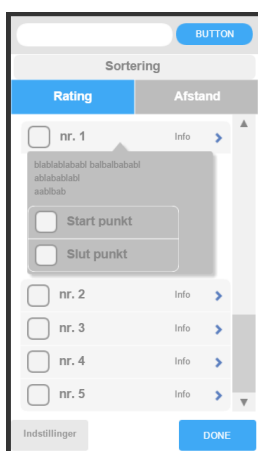 BUTTON
Sortering
Rating Afstand
nr. 1 Info
blablablababl balbalbababl
ablabablabl
aablbab
Start punkt
Slut punkt
nr. 2 Info
nr. 3 Info
nr. 4 Info
nr. 5 Info
Indstillinger DONE